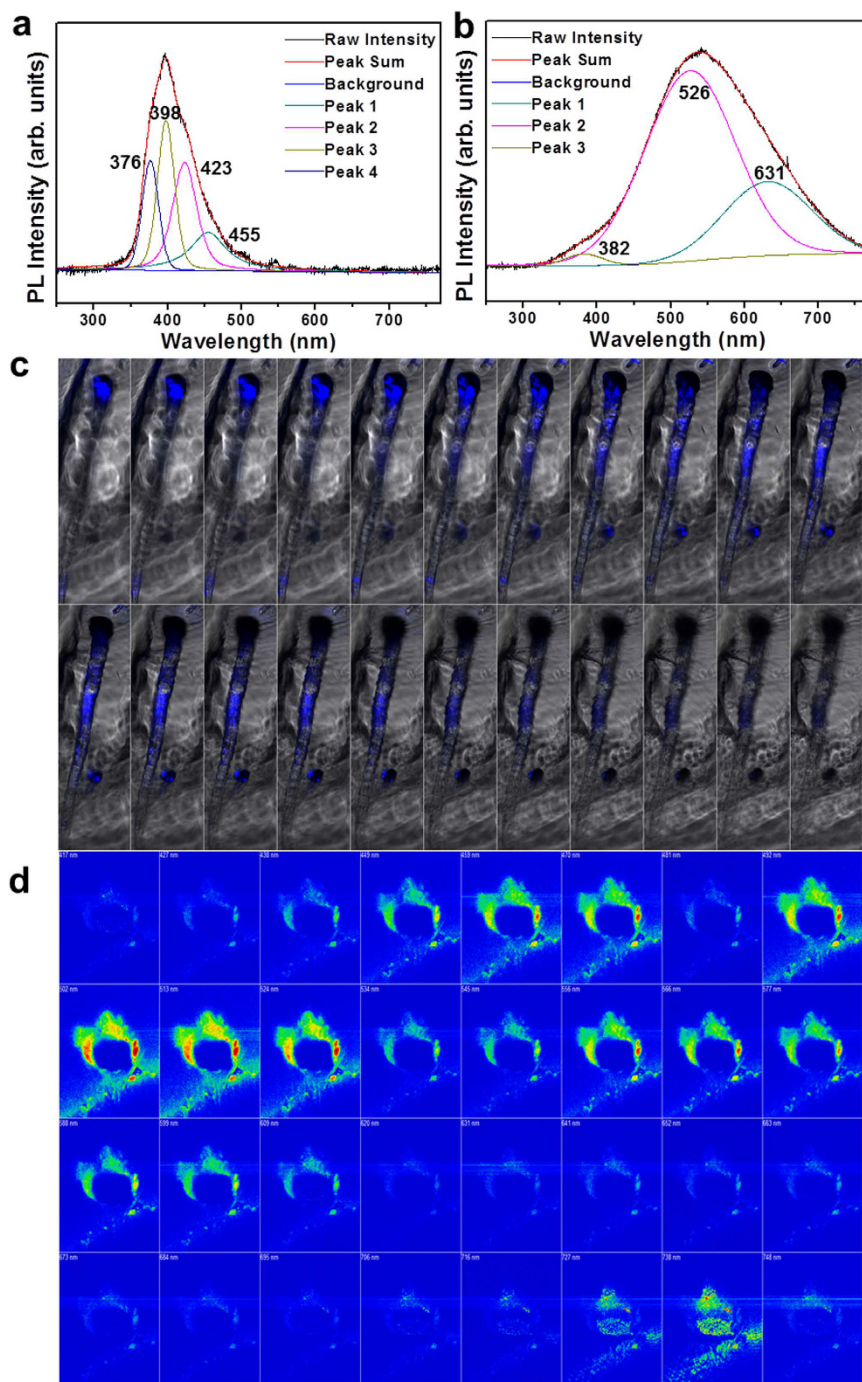 a
PL Intensity (arb. units)
Raw Intensity
Peak Sum
Background
Peak 1
Peak 2
Peak 3
Peak 4
376
398
423
455
300 400 500 600 700
Wavelength (nm)
b
PL Intensity (arb. units)
Raw Intensity
Peak Sum
Background
Peak 1
Peak 2
Peak 3
526
631
382
300 400 500 600 700
Wavelength (nm)
c
d
417 nm 427 nm 438 nm 449 nm 459 nm 470 nm 481 nm 492 nm
502 nm 513 nm 524 nm 534 nm 545 nm 556 nm 566 nm 577 nm
588 nm 599 nm 609 nm 620 nm 631 nm 641 nm 652 nm 663 nm
673 nm 684 nm 695 nm 706 nm 716 nm 727 nm 738 nm 748 nm